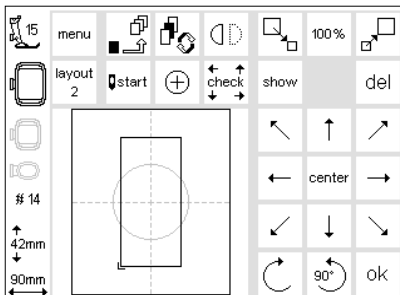 15
menu
100%
layout
2
start
check
show
del
center
# 14
42mm
90mm
90°
ok